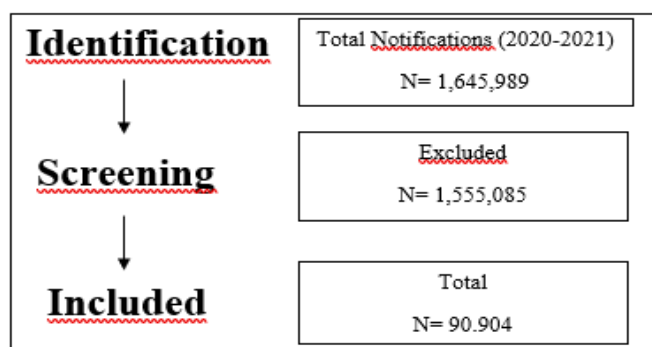 Identification
Total Notifications (2020-2021)
N= 1,645,989
Screening
Excluded
N= 1,555,085
Included
Total
N= 90.904